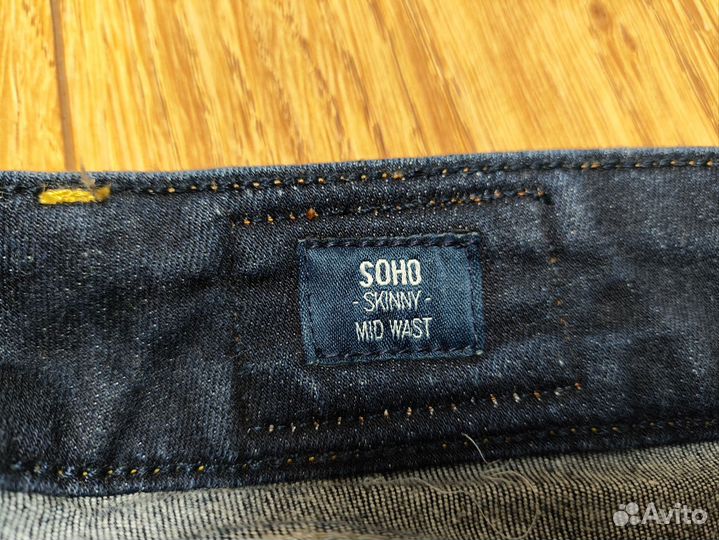 SOHO
- SKINNY -
MID WAST
Avito